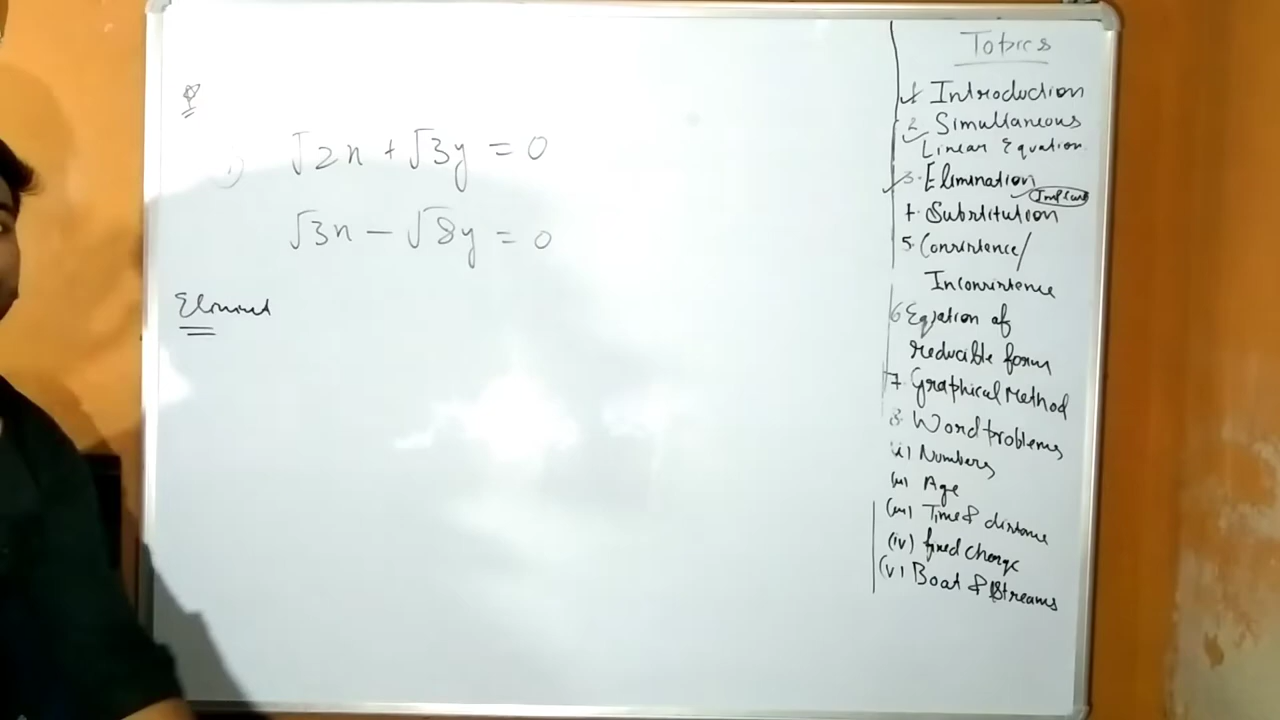 Q
1)
√2x + √3y = 0
√3x − √8y = 0
Topics
1 Introduction
2 Simultaneous
Linear Equation
3. Elimination
4. Substitution
5. Consistence/
Inconsistence
6 Equation of
reducible form
7. Graphical Method
8. Word problems
(i) Numbers
(ii) Age
(iii) Time & distance
(iv) fixed charge
(v) Boat & Streams